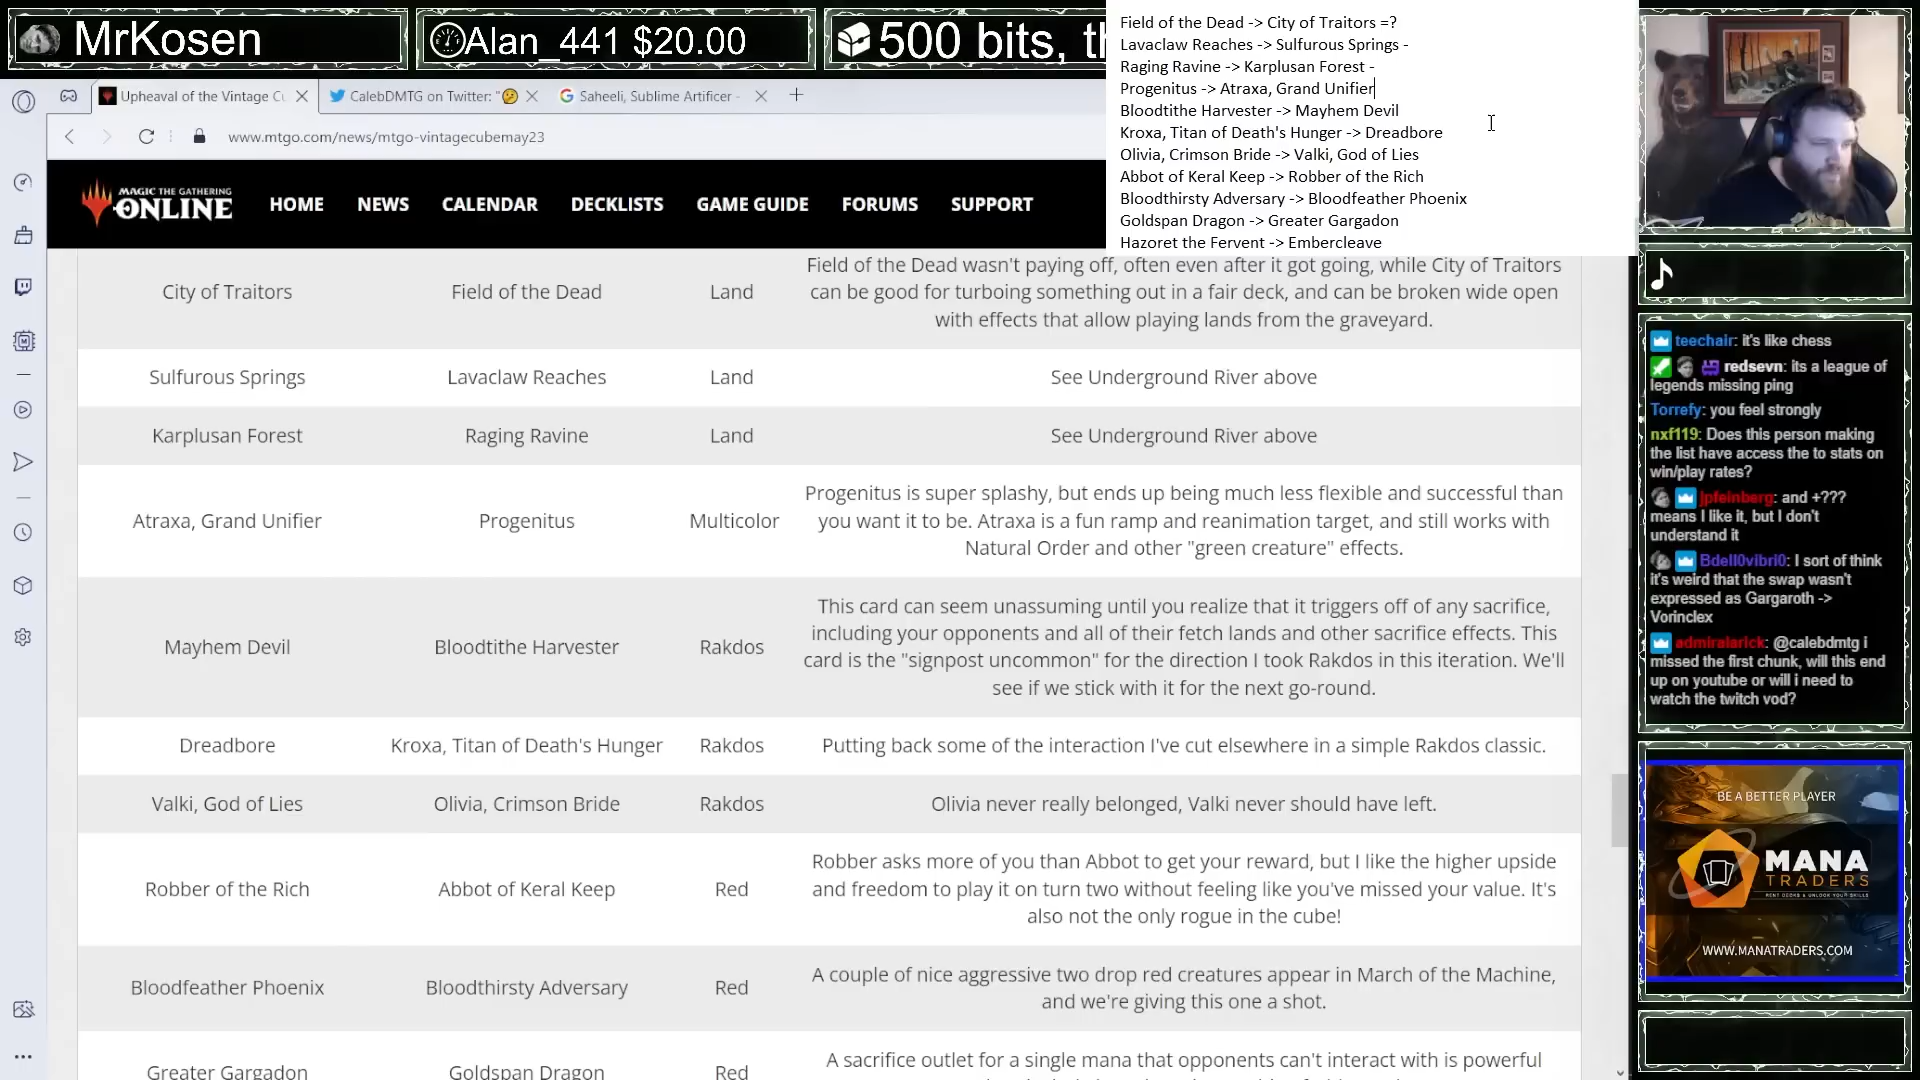 MrKosen
Alan_441 $20.00
500 bits, th
Field of the Dead -> City of Traitors =?
Lavaclaw Reaches -> Sulfurous Springs -
Raging Ravine -> Karplusan Forest -
Progenitus -> Atraxa, Grand Unifier
Bloodtithe Harvester -> Mayhem Devil
Kroxa, Titan of Death's Hunger -> Dreadbore
Olivia, Crimson Bride -> Valki, God of Lies
Abbot of Keral Keep -> Robber of the Rich
Bloodthirsty Adversary -> Bloodfeather Phoenix
Goldspan Dragon -> Greater Gargadon
Hazoret the Fervent -> Embercleave
Upheaval of the Vintage Cu
CalebDMTG on Twitter: "
Saheeli, Sublime Artificer -
www.mtgo.com/news/mtgo-vintagecubemay23
MAGIC THE GATHERING
ONLINE
HOME NEWS CALENDAR DECKLISTS GAME GUIDE FORUMS SUPPORT
City of Traitors Field of the Dead Land
Field of the Dead wasn't paying off, often even after it got going, while City of Traitors
can be good for turboing something out in a fair deck, and can be broken wide open
with effects that allow playing lands from the graveyard.
Sulfurous Springs Lavaclaw Reaches Land See Underground River above
Karplusan Forest Raging Ravine Land See Underground River above
Atraxa, Grand Unifier Progenitus Multicolor
Progenitus is super splashy, but ends up being much less flexible and successful than
you want it to be. Atraxa is a fun ramp and reanimation target, and still works with
Natural Order and other "green creature" effects.
Mayhem Devil Bloodtithe Harvester Rakdos
This card can seem unassuming until you realize that it triggers off of any sacrifice,
including your opponents and all of their fetch lands and other sacrifice effects. This
card is the "signpost uncommon" for the direction I took Rakdos in this iteration. We'll
see if we stick with it for the next go-round.
Dreadbore Kroxa, Titan of Death's Hunger Rakdos Putting back some of the interaction I've cut elsewhere in a simple Rakdos classic.
Valki, God of Lies Olivia, Crimson Bride Rakdos Olivia never really belonged, Valki never should have left.
Robber of the Rich Abbot of Keral Keep Red
Robber asks more of you than Abbot to get your reward, but I like the higher upside
and freedom to play it on turn two without feeling like you've missed your value. It's
also not the only rogue in the cube!
Bloodfeather Phoenix Bloodthirsty Adversary Red
A couple of nice aggressive two drop red creatures appear in March of the Machine,
and we're giving this one a shot.
Greater Gargadon Goldspan Dragon Red
A sacrifice outlet for a single mana that opponents can't interact with is powerful
teechair: it's like chess
redsevn: Its a league of
legends missing ping
Torrefy: you feel strongly
nxf119: Does this person making
the list have access the to stats on
win/play rates?
jpfeinberg: and +???
means I like it, but I don't
understand it
Bdell0vibri0: I sort of think
it's weird that the swap wasn't
expressed as Gargaroth ->
Vorinclex
admiralarick: @calebdmtg i
missed the first chunk, will this end
up on youtube or will i need to
watch the twitch vod?
BE A BETTER PLAYER
MANA
TRADERS
RENT DECKS & UNLOCK YOUR SKILLS
WWW.MANATRADERS.COM